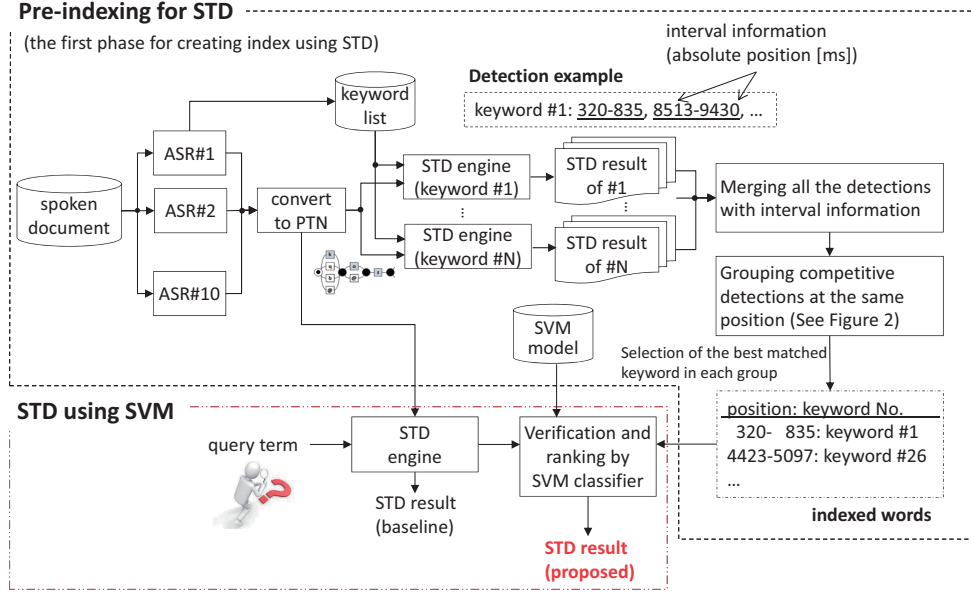 Pre-indexing for STD
(the first phase for creating index using STD)
interval information
(absolute position [ms])
Detection example
keyword #1: 320-835, 8513-9430, ...
keyword
list
ASR#1
ASR#2
ASR#10
spoken
document
convert
to PTN
STD engine
(keyword #1)
⋮
STD engine
(keyword #N)
STD result
of #1
⋮
STD result
of #N
Merging all the detections
with interval information
Grouping competitive
detections at the same
position (See Figure 2)
SVM
model
Selection of the best matched
keyword in each group
position: keyword No.
320- 835: keyword #1
4423-5097: keyword #26
...
indexed words
STD using SVM
query term
STD
engine
Verification and
ranking by
SVM classifier
STD result
(baseline)
STD result
(proposed)